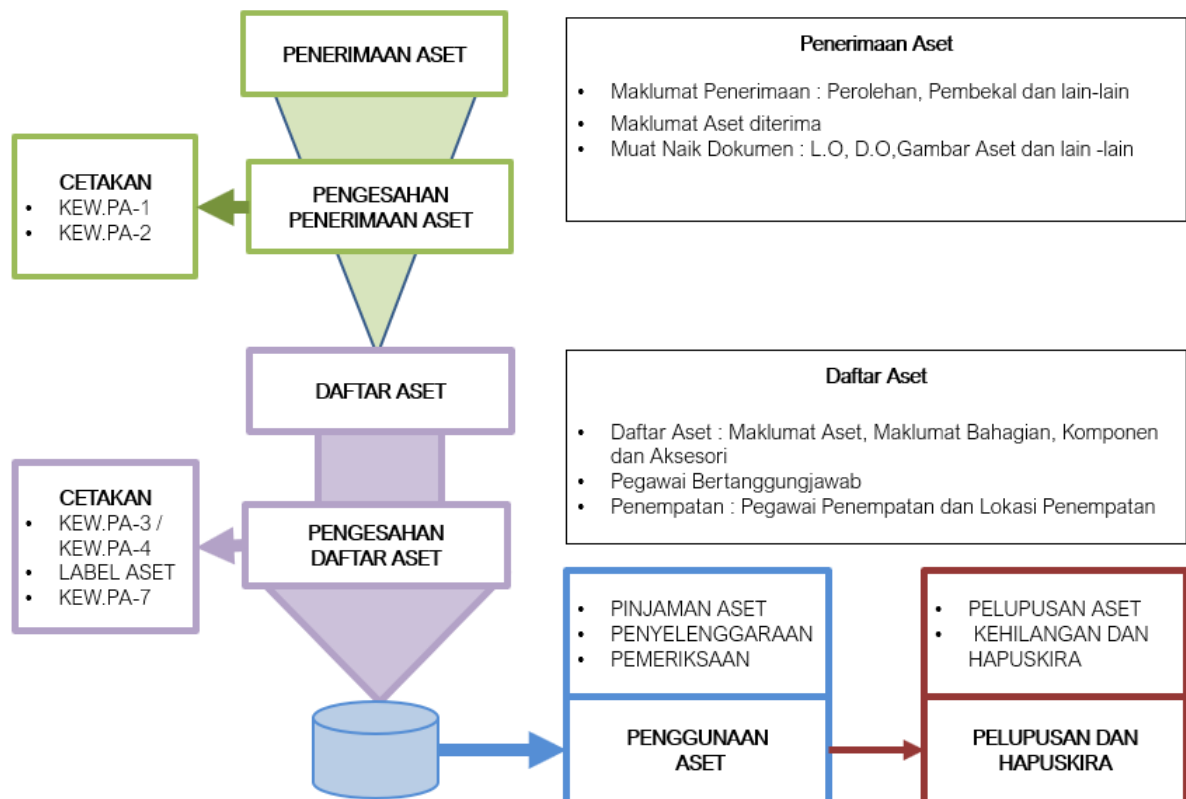 PENERIMAAN ASET
Penerimaan Aset
• Maklumat Penerimaan : Perolehan, Pembekal dan lain-lain
• Maklumat Aset diterima
• Muat Naik Dokumen : L.O, D.O,Gambar Aset dan lain -lain
CETAKAN
• KEW.PA-1
• KEW.PA-2
PENGESAHAN
PENERIMAAN ASET
DAFTAR ASET
Daftar Aset
• Daftar Aset : Maklumat Aset, Maklumat Bahagian, Komponen
dan Aksesori
• Pegawai Bertanggungjawab
• Penempatan : Pegawai Penempatan dan Lokasi Penempatan
CETAKAN
• KEW.PA-3 /
KEW.PA-4
• LABEL ASET
• KEW.PA-7
PENGESAHAN
DAFTAR ASET
• PINJAMAN ASET
• PENYELENGGARAAN
• PEMERIKSAAN
• PELUPUSAN ASET
• KEHILANGAN DAN
HAPUSKIRA
PENGGUNAAN
ASET
PELUPUSAN DAN
HAPUSKIRA